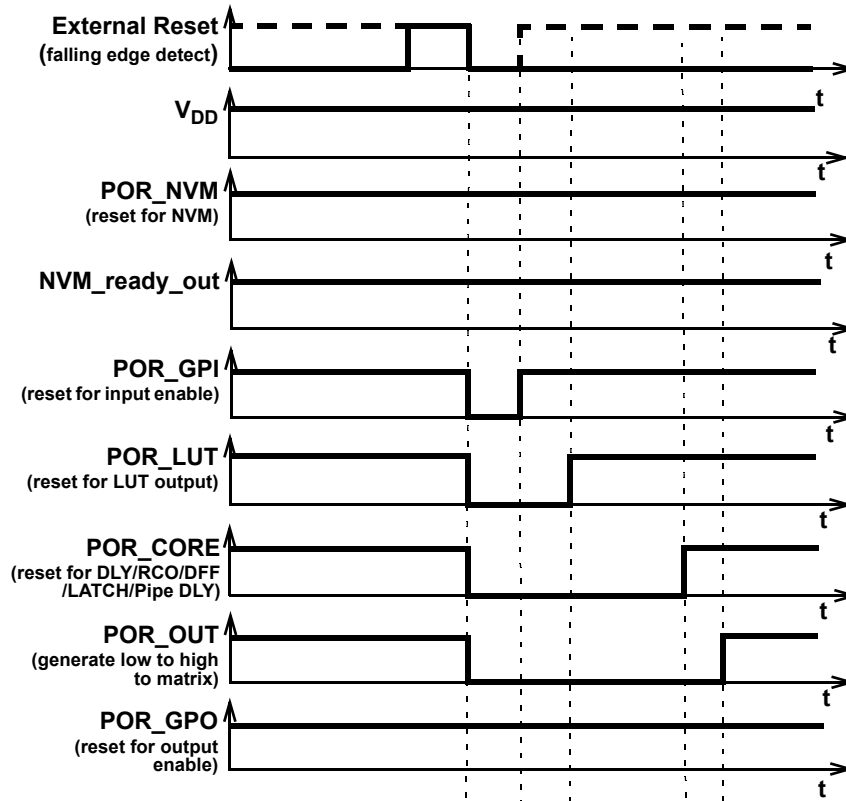 External Reset
(falling edge detect)
t
VDD
t
POR_NVM
(reset for NVM)
t
NVM_ready_out
t
POR_GPI
(reset for input enable)
t
POR_LUT
(reset for LUT output)
t
POR_CORE
(reset for DLY/RCO/DFF
/LATCH/Pipe DLY)
t
POR_OUT
(generate low to high
to matrix)
t
POR_GPO
(reset for output
enable)
t